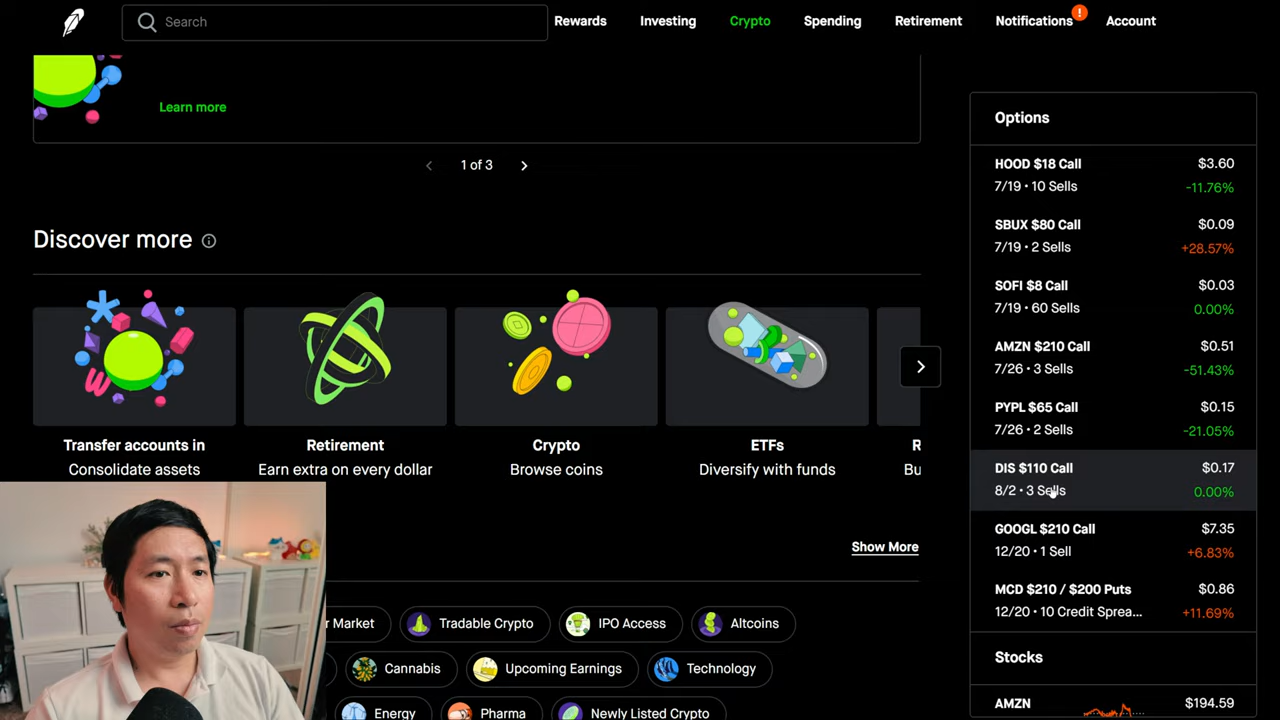 Search
Rewards
Investing
Crypto
Spending
Retirement
Notifications
!
Account
Learn more
1 of 3
Discover more
Transfer accounts in
Consolidate assets
Retirement
Earn extra on every dollar
Crypto
Browse coins
ETFs
Diversify with funds
R
Bu
Show More
r Market
Tradable Crypto
IPO Access
Altcoins
Cannabis
Upcoming Earnings
Technology
Energy
Pharma
Newly Listed Crypto
Options
HOOD $18 Call $3.60
7/19 • 10 Sells -11.76%
SBUX $80 Call $0.09
7/19 • 2 Sells +28.57%
SOFI $8 Call $0.03
7/19 • 60 Sells 0.00%
AMZN $210 Call $0.51
7/26 • 3 Sells -51.43%
PYPL $65 Call $0.15
7/26 • 2 Sells -21.05%
DIS $110 Call $0.17
8/2 • 3 Sells 0.00%
GOOGL $210 Call $7.35
12/20 • 1 Sell +6.83%
MCD $210 / $200 Puts $0.86
12/20 • 10 Credit Sprea... +11.69%
Stocks
AMZN $194.59